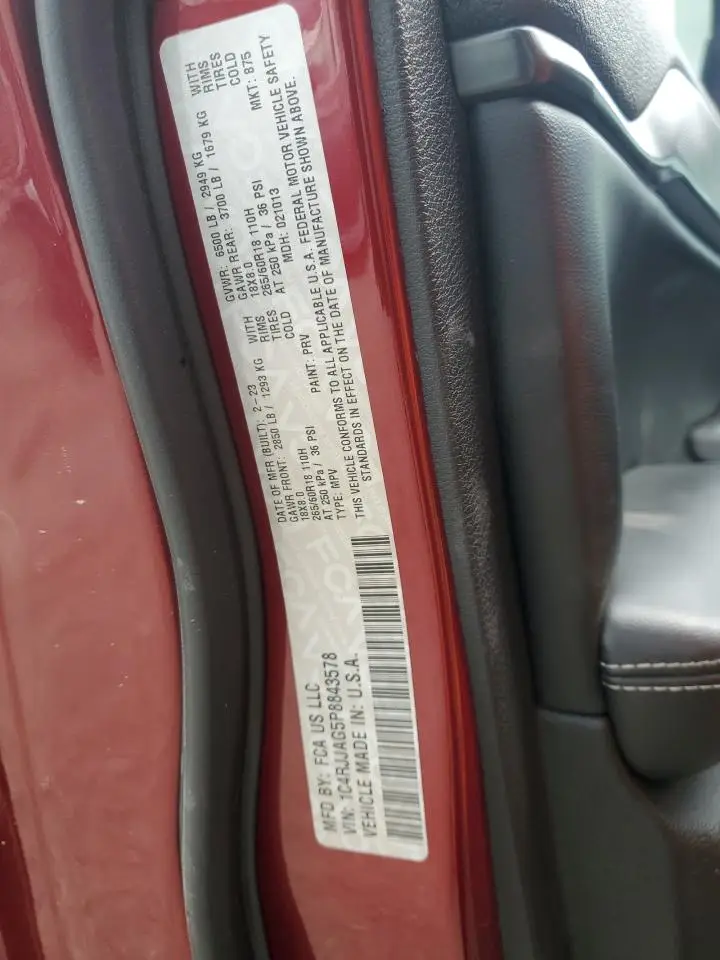 MFD BY: FCA US LLC
VIN: 1C4RJJAG5P8843578
VEHICLE MADE IN: U.S.A.
DATE OF MFR (BUILT): 2-23
GAWR FRONT: 2850 LB / 1293 KG WITH
18X8.0 RIMS
265/60R18 110H TIRES
AT 250 kPa / 36 PSI COLD
TYPE: MPV PAINT: PRV
GVWR: 6500 LB / 2949 KG
GAWR REAR: 3700 LB / 1679 KG WITH
18X8.0 RIMS
265/60R18 110H TIRES
AT 250 kPa / 36 PSI COLD
MDH: 021013 MKT: B75
THIS VEHICLE CONFORMS TO ALL APPLICABLE U.S.A. FEDERAL MOTOR VEHICLE SAFETY
STANDARDS IN EFFECT ON THE DATE OF MANUFACTURE SHOWN ABOVE.